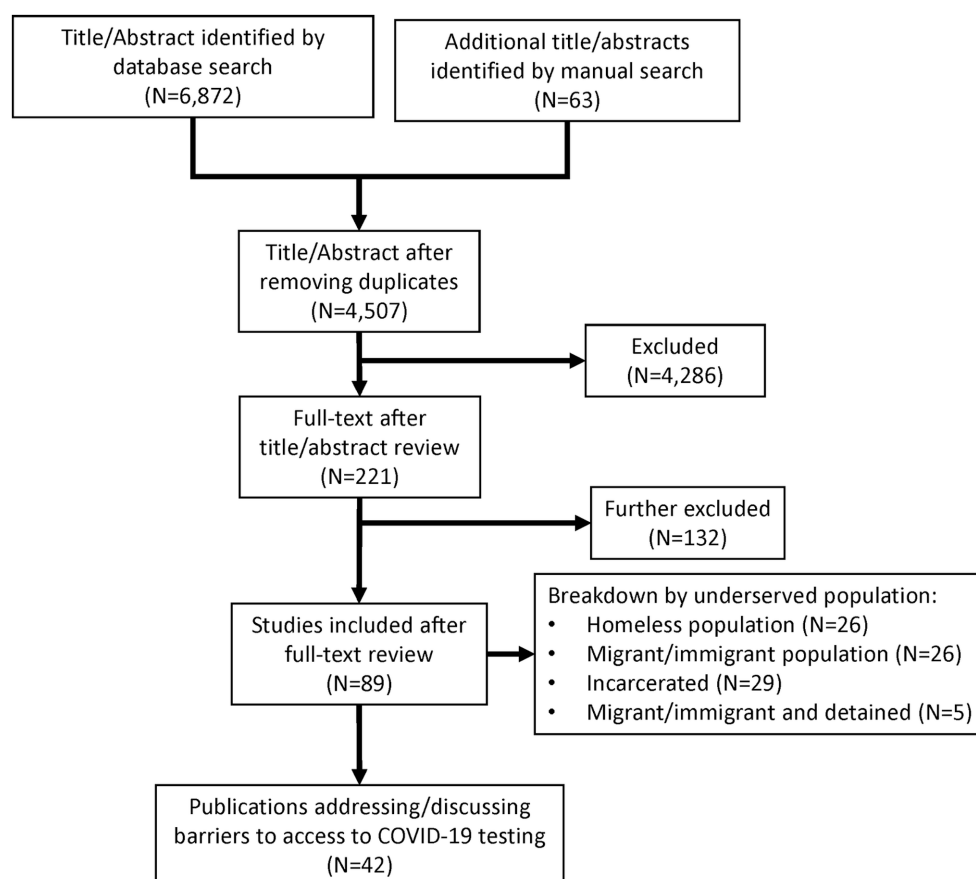 Title/Abstract identified by
database search
(N=6,872)
Additional title/abstracts
identified by manual search
(N=63)
Title/Abstract after
removing duplicates
(N=4,507)
Excluded
(N=4,286)
Full-text after
title/abstract review
(N=221)
Further excluded
(N=132)
Studies included after
full-text review
(N=89)
Breakdown by underserved population:
• Homeless population (N=26)
• Migrant/immigrant population (N=26)
• Incarcerated (N=29)
• Migrant/immigrant and detained (N=5)
Publications addressing/discussing
barriers to access to COVID-19 testing
(N=42)